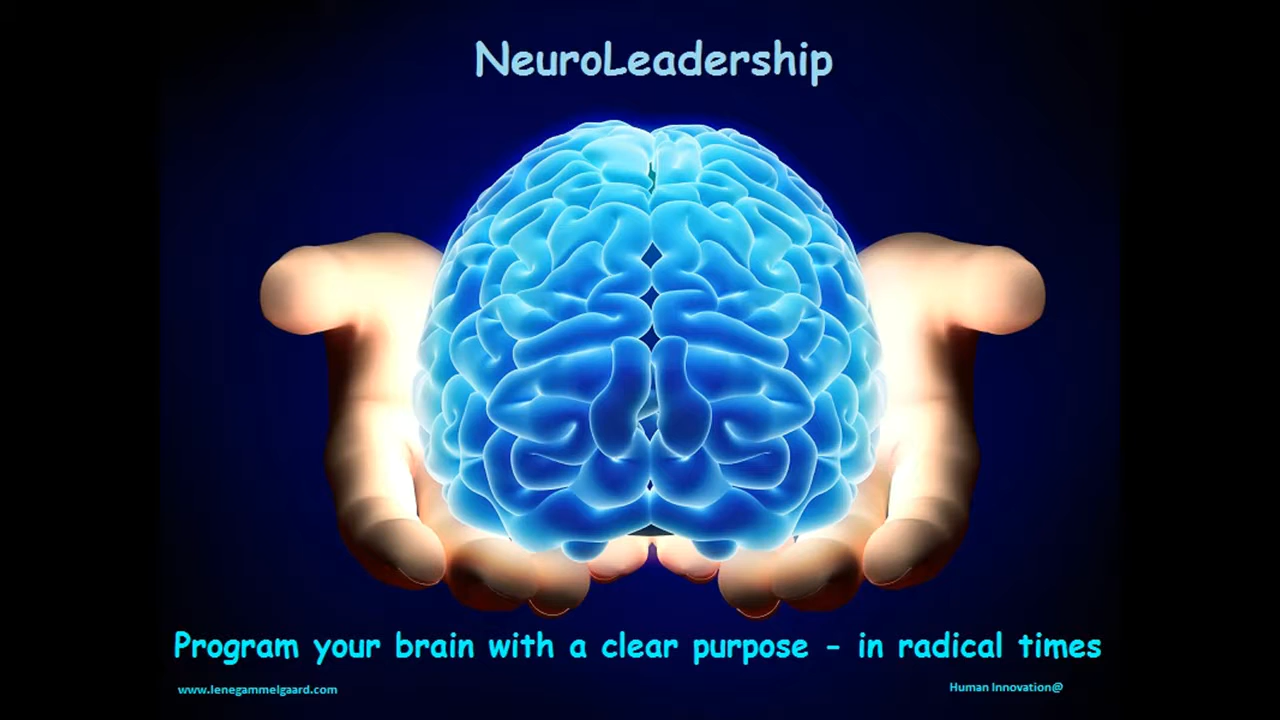 NeuroLeadership
Program your brain with a clear purpose - in radical times
www.lenegammelgaard.com
Human Innovation@